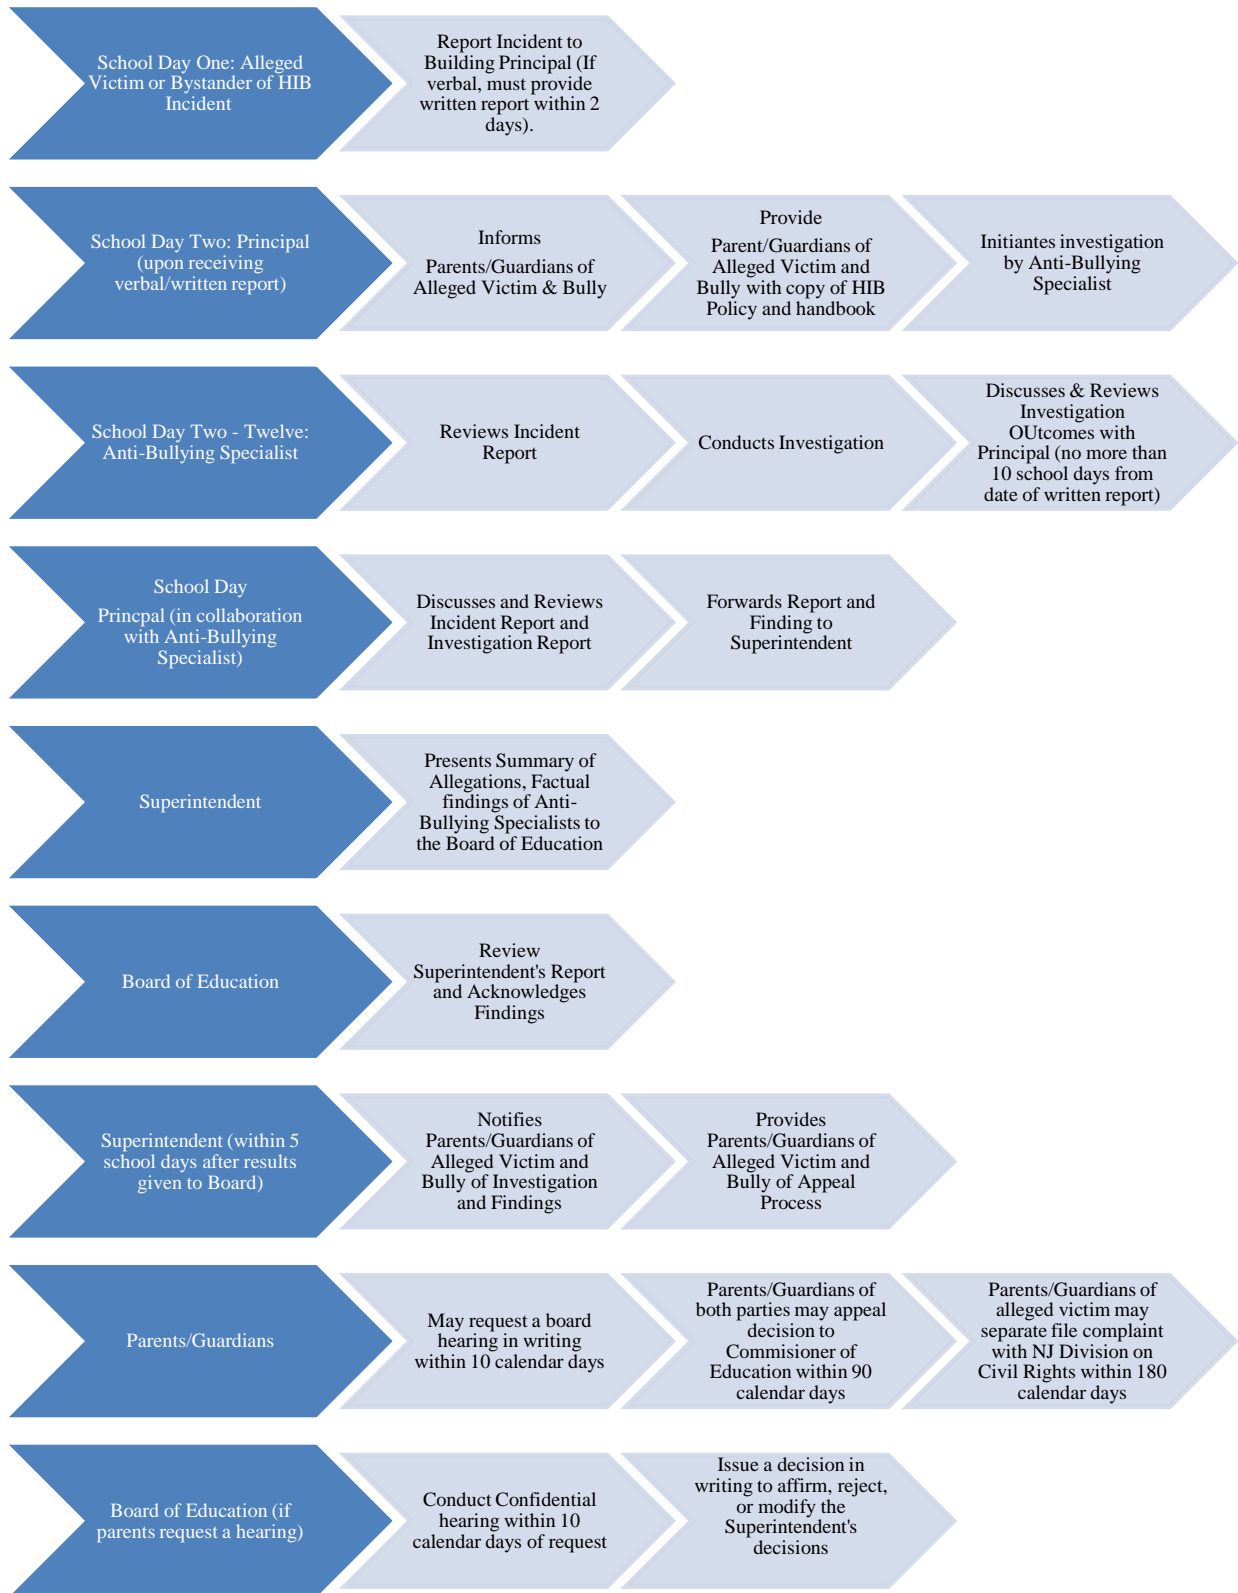 School Day One: Alleged
Victim or Bystander of HIB
Incident
Report Incident to
Building Principal (If
verbal, must provide
written report within 2
days).
School Day Two: Principal
(upon receiving
verbal/written report)
Informs
Parents/Guardians of
Alleged Victim & Bully
Provide
Parent/Guardians of
Alleged Victim and
Bully with copy of HIB
Policy and handbook
Initiantes investigation
by Anti-Bullying
Specialist
School Day Two - Twelve:
Anti-Bullying Specialist
Reviews Incident
Report
Conducts Investigation
Discusses & Reviews
Investigation
OUtcomes with
Principal (no more than
10 school days from
date of written report)
School Day
Princpal (in collaboration
with Anti-Bullying
Specialist)
Discusses and Reviews
Incident Report and
Investigation Report
Forwards Report and
Finding to
Superintendent
Superintendent
Presents Summary of
Allegations, Factual
findings of Anti-
Bullying Specialists to
the Board of Education
Board of Education
Review
Superintendent's Report
and Acknowledges
Findings
Superintendent (within 5
school days after results
given to Board)
Notifies
Parents/Guardians of
Alleged Victim and
Bully of Investigation
and Findings
Provides
Parents/Guardians of
Alleged Victim and
Bully of Appeal
Process
Parents/Guardians
May request a board
hearing in writing
within 10 calendar days
Parents/Guardians of
both parties may appeal
decision to
Commisioner of
Education within 90
calendar days
Parents/Guardians of
alleged victim may
separate file complaint
with NJ Division on
Civil Rights within 180
calendar days
Board of Education (if
parents request a hearing)
Conduct Confidential
hearing within 10
calendar days of request
Issue a decision in
writing to affirm, reject,
or modify the
Superintendent's
decisions